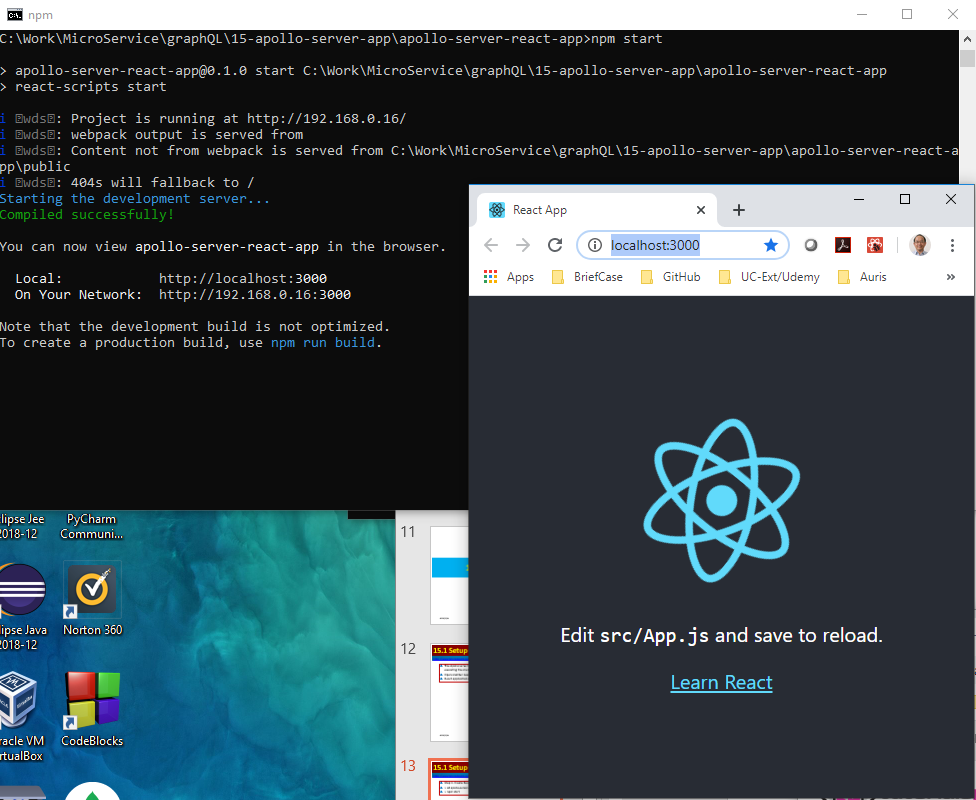 npm
C:\Work\MicroService\graphQL\15-apollo-server-app\apollo-server-react-app>npm start
> apollo-server-react-app@0.1.0 start C:\Work\MicroService\graphQL\15-apollo-server-app\apollo-server-react-app
> react-scripts start
i ｢wds｣: Project is running at http://192.168.0.16/
i ｢wds｣: webpack output is served from
i ｢wds｣: Content not from webpack is served from C:\Work\MicroService\graphQL\15-apollo-server-app\apollo-server-react-a
pp\public
i ｢wds｣: 404s will fallback to /
Starting the development server...
Compiled successfully!
You can now view apollo-server-react-app in the browser.
Local: http://localhost:3000
On Your Network: http://192.168.0.16:3000
Note that the development build is not optimized.
To create a production build, use npm run build.
React App
localhost:3000
Apps BriefCase GitHub UC-Ext/Udemy Auris »
Edit src/App.js and save to reload.
Learn React
lipse Jee
2018-12
PyCharm
Communi...
lipse Java
2018-12
Norton 360
racle VM
rtualBox
CodeBlocks
11
12
15.1 Setup
13
15.1 Setup